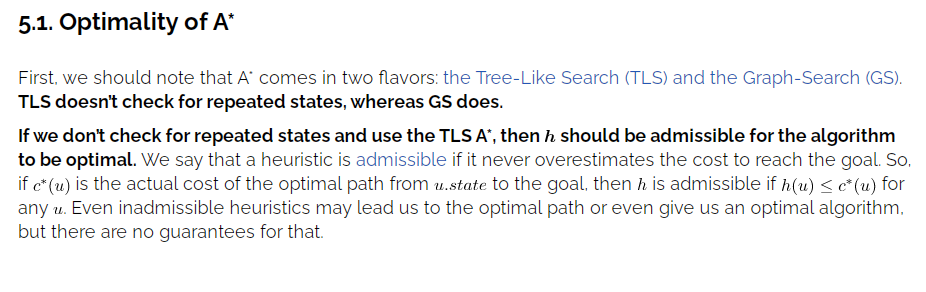 5.1. Optimality of A*
First, we should note that A* comes in two flavors: the Tree-Like Search (TLS) and the Graph-Search (GS).
TLS doesn't check for repeated states, whereas GS does.
If we don't check for repeated states and use the TLS A*, then h should be admissible for the algorithm
to be optimal. We say that a heuristic is admissible if it never overestimates the cost to reach the goal. So,
if c*(u) is the actual cost of the optimal path from u.state to the goal, then h is admissible if h(u) ≤ c*(u) for
any u. Even inadmissible heuristics may lead us to the optimal path or even give us an optimal algorithm,
but there are no guarantees for that.